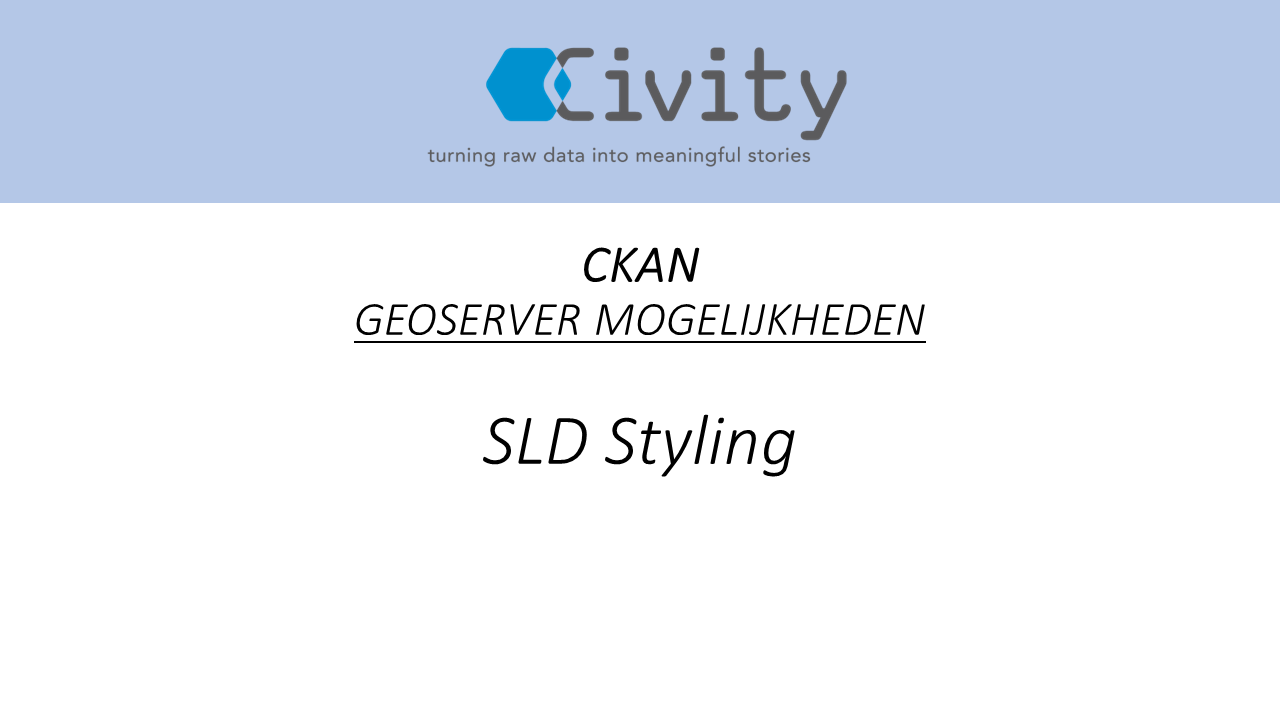 Civity
turning raw data into meaningful stories
CKAN
GEOSERVER MOGELIJKHEDEN
SLD Styling